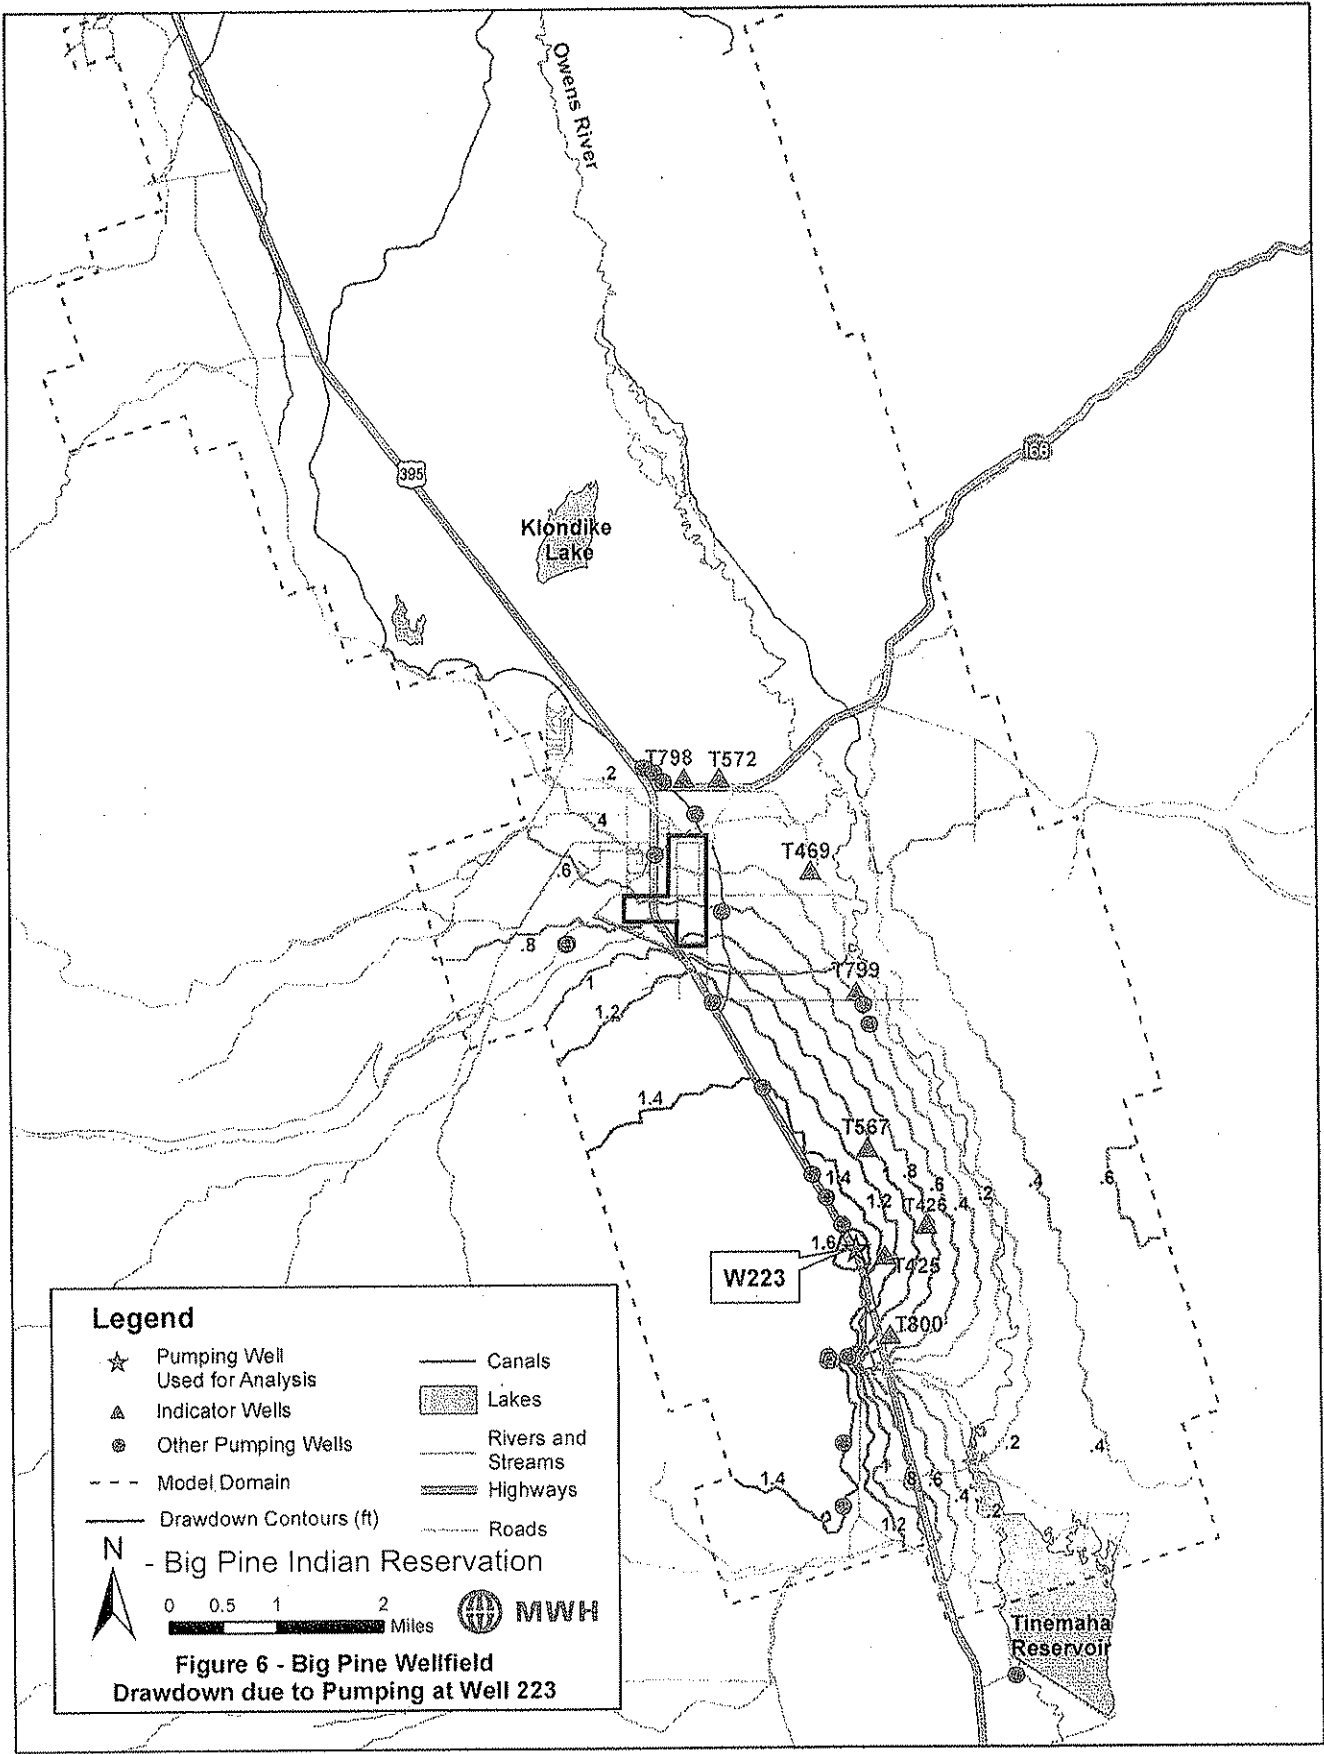 Owens River
395
168
Klondike
Lake
T798
T572
.2
.4
T469
.6
.8
T799
1
1.2
1.4
T567
.8
1
.6
1.4
1.2
T426
.4
.2
.4
.6
1.6
W223
T425
T800
.2
.4
1.4
1
.8
.6
.4
.2
1.2
Tinemaha
Reservoir
Legend
Pumping Well
Used for Analysis
Indicator Wells
Other Pumping Wells
Model Domain
Drawdown Contours (ft)
Canals
Lakes
Rivers and
Streams
Highways
Roads
N
- Big Pine Indian Reservation
0 0.5 1 2
Miles
MWH
Figure 6 - Big Pine Wellfield
Drawdown due to Pumping at Well 223